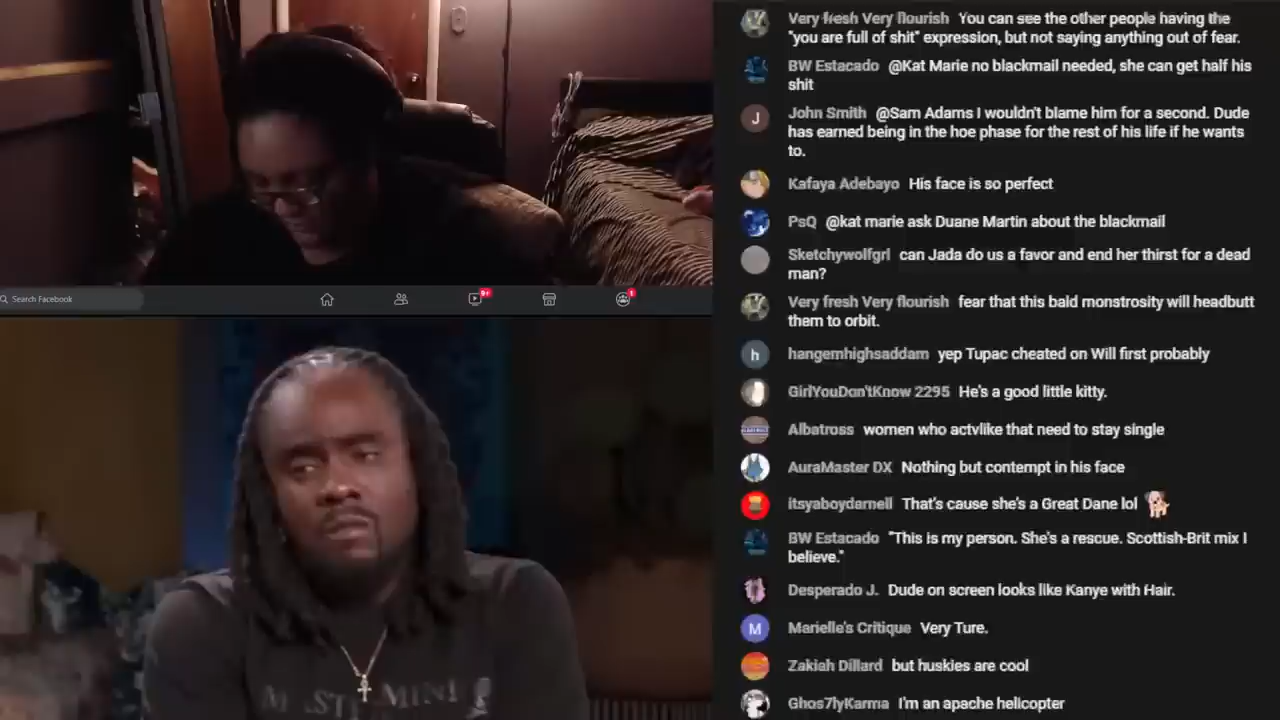 Search Facebook
9+
1
MASTERMIND
Very fresh Very flourish You can see the other people having the
"you are full of shit" expression, but not saying anything out of fear.
BW Estacado @Kat Marie no blackmail needed, she can get half his
shit
J
John Smith @Sam Adams I wouldn't blame him for a second. Dude
has earned being in the hoe phase for the rest of his life if he wants
to.
Kafaya Adebayo His face is so perfect
PsQ @kat marie ask Duane Martin about the blackmail
Sketchywolfgrl can Jada do us a favor and end her thirst for a dead
man?
Very fresh Very flourish fear that this bald monstrosity will headbutt
them to orbit.
h
hangemhighsaddam yep Tupac cheated on Will first probably
GirlYouDon'tKnow 2295 He's a good little kitty.
Albatross women who actvlike that need to stay single
AuraMaster DX Nothing but contempt in his face
itsyaboydarnell That's cause she's a Great Dane lol
BW Estacado "This is my person. She's a rescue. Scottish-Brit mix I
believe."
Desperado J. Dude on screen looks like Kanye with Hair.
M
Marielle's Critique Very Ture.
Zakiah Dillard but huskies are cool
Ghos7lyKarma I'm an apache helicopter